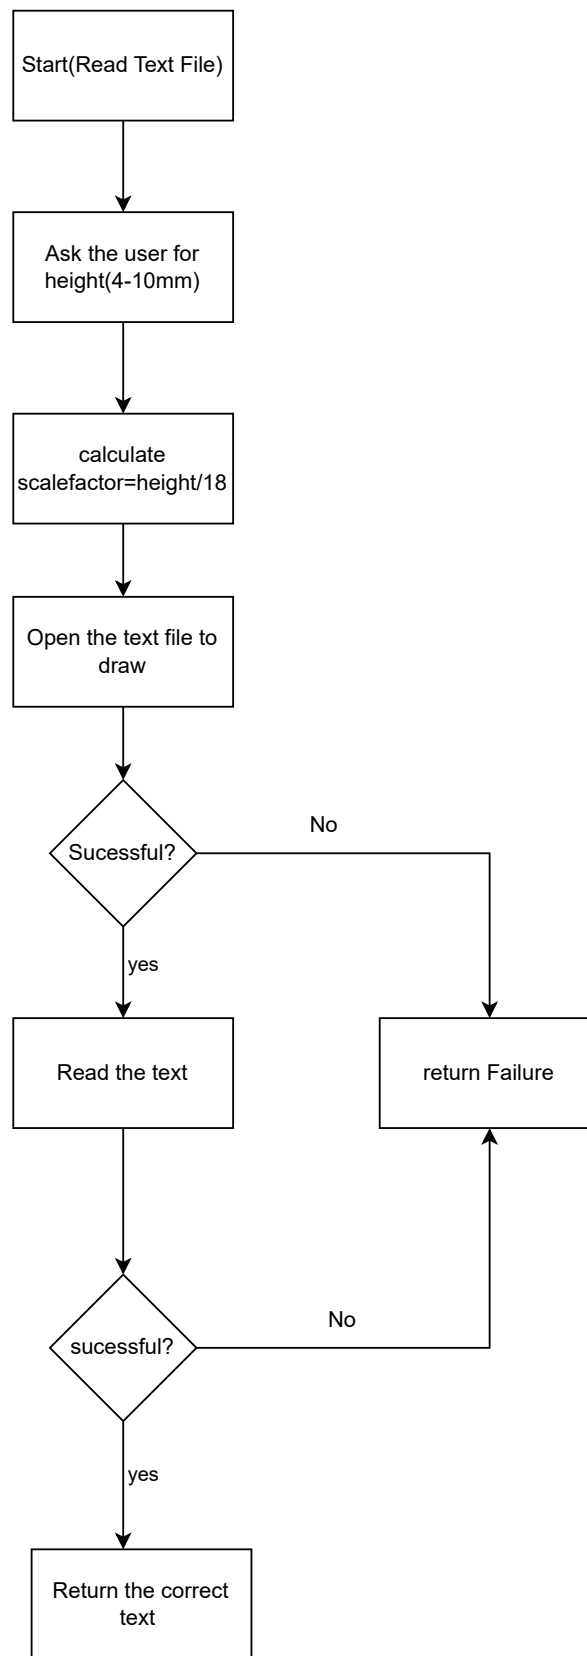 Start(Read Text File)
Ask the user for
height(4-10mm)
calculate
scalefactor=height/18
Open the text file to
draw
Sucessful?
No
yes
Read the text
return Failure
sucessful?
No
yes
Return the correct
text